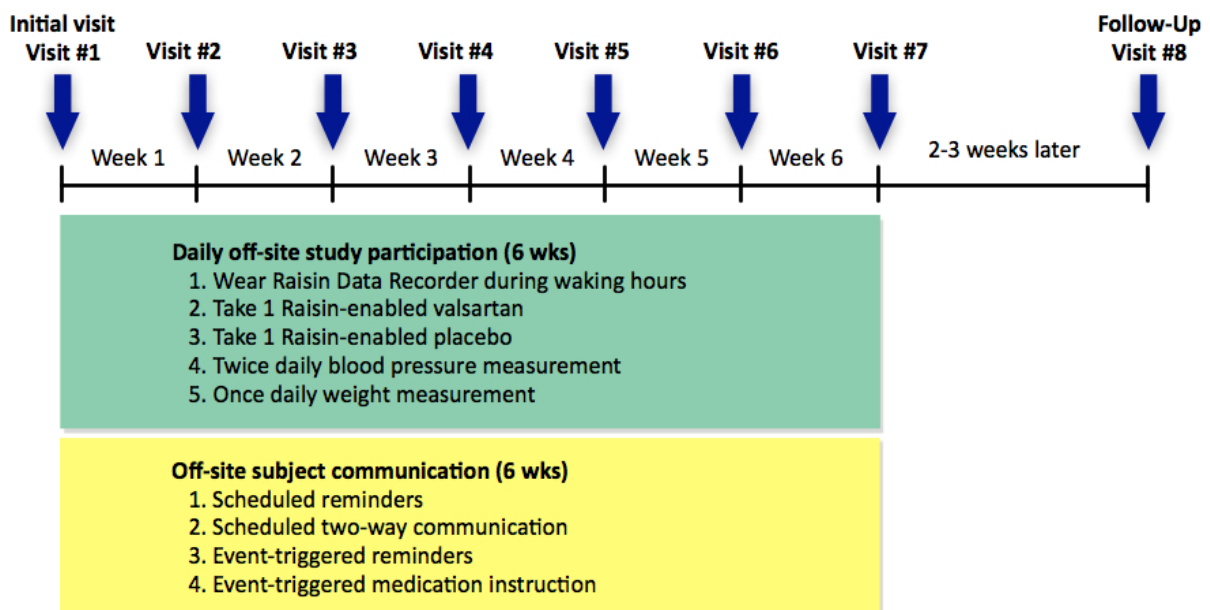 Initial visit
Visit #1
Visit #2
Visit #3
Visit #4
Visit #5
Visit #6
Visit #7
Follow-Up
Visit #8
Week 1
Week 2
Week 3
Week 4
Week 5
Week 6
2-3 weeks later
Daily off-site study participation (6 wks)
1. Wear Raisin Data Recorder during waking hours
2. Take 1 Raisin-enabled valsartan
3. Take 1 Raisin-enabled placebo
4. Twice daily blood pressure measurement
5. Once daily weight measurement
Off-site subject communication (6 wks)
1. Scheduled reminders
2. Scheduled two-way communication
3. Event-triggered reminders
4. Event-triggered medication instruction